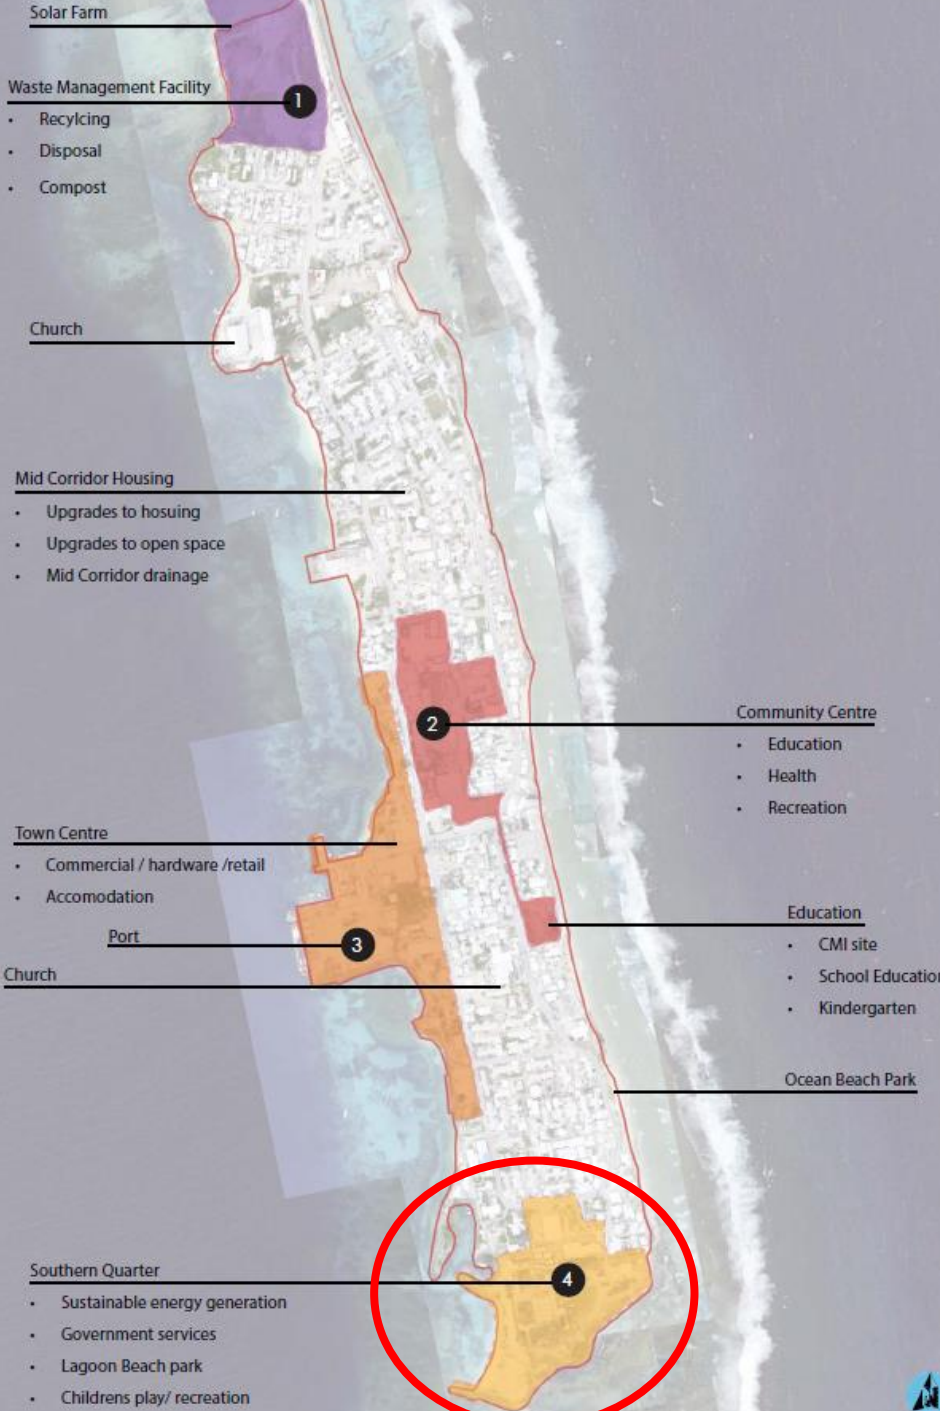 Solar Farm
Waste Management Facility
1
• Recylcing
• Disposal
• Compost
Church
Mid Corridor Housing
• Upgrades to hosuing
• Upgrades to open space
• Mid Corridor drainage
2
Community Centre
• Education
• Health
• Recreation
Town Centre
• Commercial / hardware /retail
• Accomodation
Port
3
Church
Education
• CMI site
• School Education
• Kindergarten
Ocean Beach Park
Southern Quarter
4
• Sustainable energy generation
• Government services
• Lagoon Beach park
• Childrens play/ recreation
N